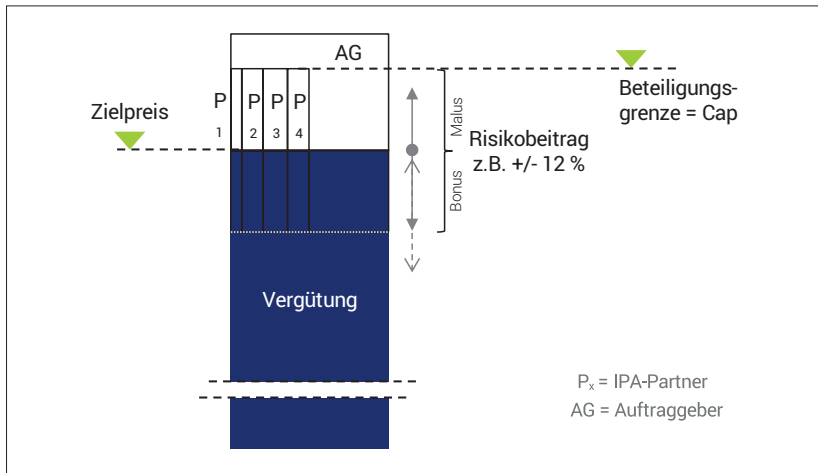 AG
Zielpreis
P
1
P
2
P
3
P
4
Malus
Bonus
Risikobeitrag
z.B. +/- 12 %
Beteiligungs-
grenze = Cap
Vergütung
Pₓ = IPA-Partner
AG = Auftraggeber